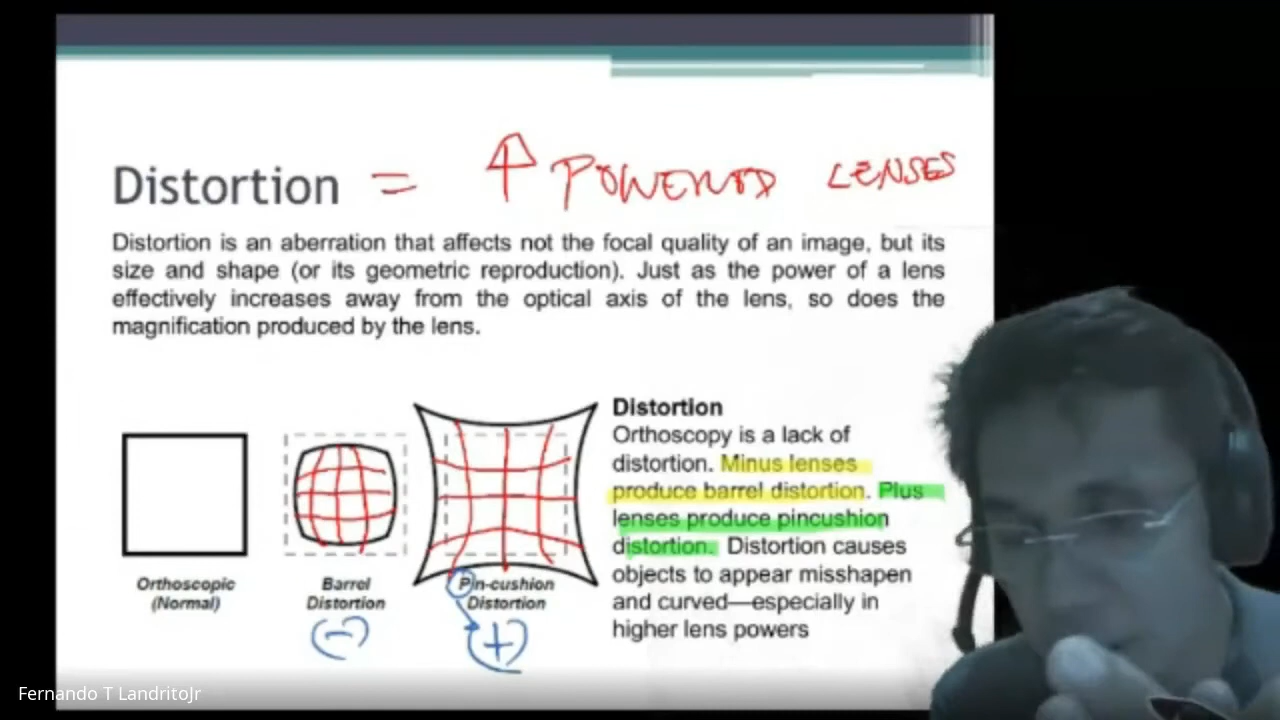 Distortion = ↑ POWERED LENSES
Distortion is an aberration that affects not the focal quality of an image, but its
size and shape (or its geometric reproduction). Just as the power of a lens
effectively increases away from the optical axis of the lens, so does the
magnification produced by the lens.
Orthoscopic
(Normal)
Barrel
Distortion
(-)
Pin-cushion
Distortion
(+)
Distortion
Orthoscopy is a lack of
distortion. Minus lenses
produce barrel distortion. Plus
lenses produce pincushion
distortion. Distortion causes
objects to appear misshapen
and curved—especially in
higher lens powers
Fernando T LandritoJr